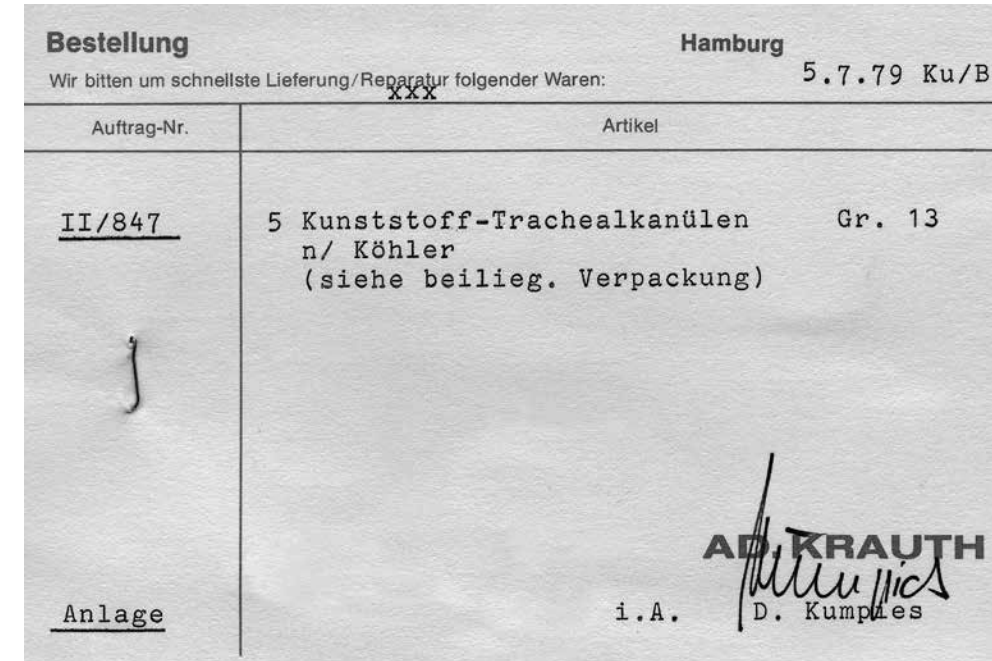 Bestellung
Hamburg
Wir bitten um schnellste Lieferung/Reparatur folgender Waren:
xxx
5.7.79 Ku/B
Auftrag-Nr.
Artikel
II/847
5 Kunststoff-Trachealkanülen Gr. 13
n/ Köhler
(siehe beilieg. Verpackung)
AD. KRAUTH
Anlage
i.A. D. Kumpies